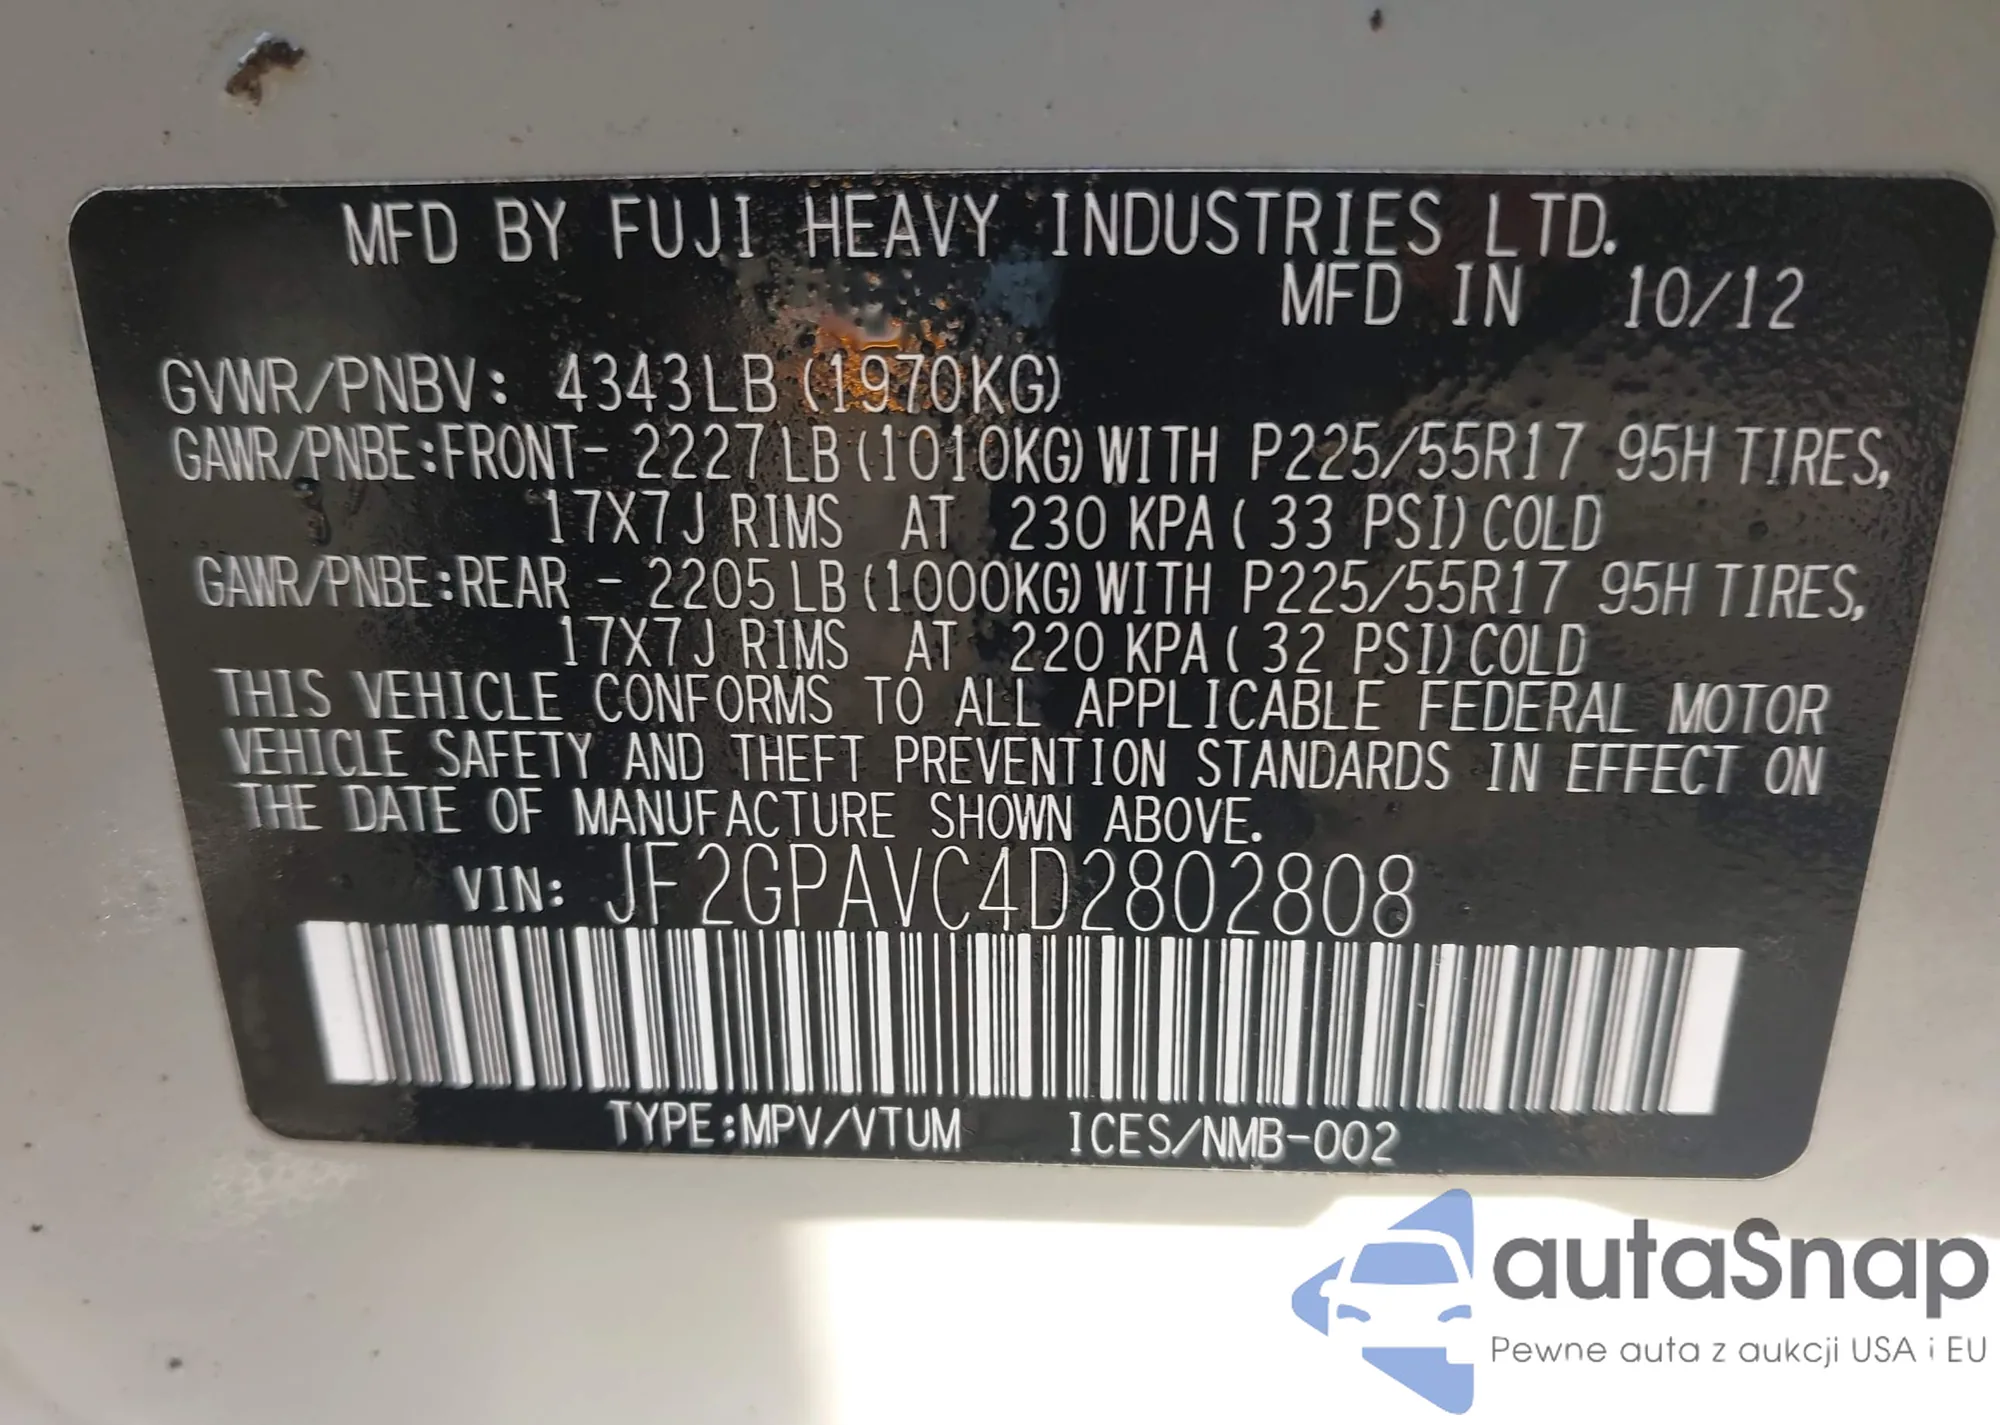 MFD BY FUJI HEAVY INDUSTRIES LTD.
MFD IN 10/12
GVWR/PNBV: 4343LB (1970KG)
GAWR/PNBE:FRONT- 2227LB (1010KG) WITH P225/55R17 95H TIRES,
17X7J RIMS AT 230 KPA ( 33 PSI) COLD
GAWR/PNBE:REAR - 2205LB (1000KG) WITH P225/55R17 95H TIRES,
17X7J RIMS AT 220 KPA ( 32 PSI) COLD
THIS VEHICLE CONFORMS TO ALL APPLICABLE FEDERAL MOTOR
VEHICLE SAFETY AND THEFT PREVENTION STANDARDS IN EFFECT ON
THE DATE OF MANUFACTURE SHOWN ABOVE.
VIN: JF2GPAVC4D2802808
TYPE:MPV/VTUM ICES/NMB-002
autaSnap
Pewne auta z aukcji USA i EU